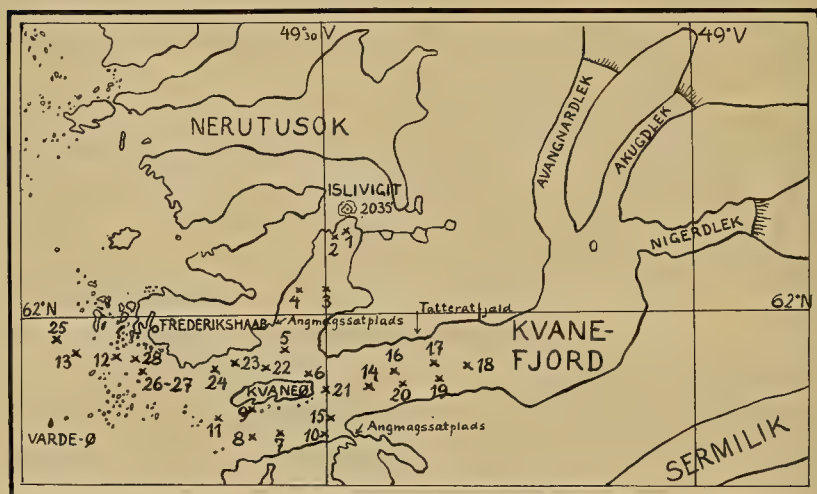 49°30 V
49°V
NERUTUSOK
AVANGNARDLEK
AKUGDLEK
ISLIVIGIT
2035
NIGERDLEK
2 1
4 3
62°N
62°N
FREDERIKSHAAB
Angmagssatplads
Tatteratfjæld
KVANE-
FJORD
25
13 12 28 23 5
26-27 24 22 6
16 17
14 18
20 19
KVANEØ
21
9
11 15
8 7 10
VARDE-Ø
Angmagssatplads
SERMILIK